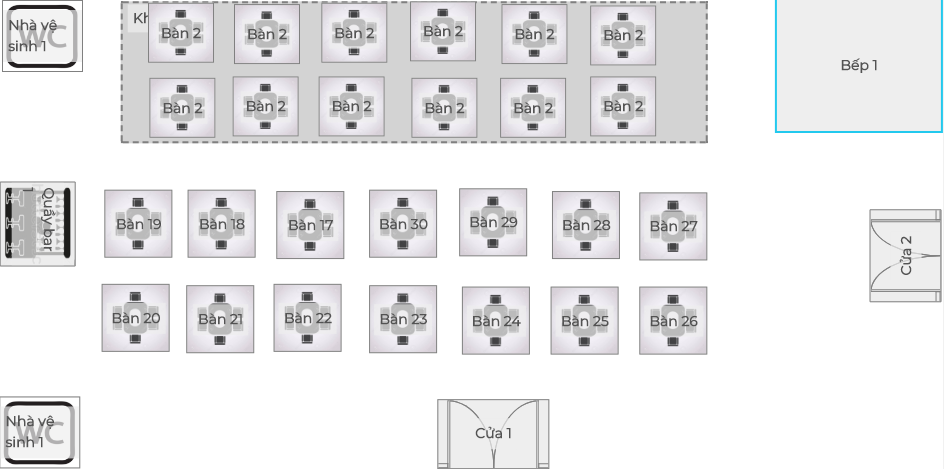 Nhà vệ
sinh 1
WC
Bàn 2
Bàn 2
Bàn 2
Bàn 2
Bàn 2
Bàn 2
Bếp 1
Bàn 2
Bàn 2
Bàn 2
Bàn 2
Bàn 2
Bàn 2
Quầy bar
1
Bàn 19
Bàn 18
Bàn 17
Bàn 30
Bàn 29
Bàn 28
Bàn 27
Cửa 2
Bàn 20
Bàn 21
Bàn 22
Bàn 23
Bàn 24
Bàn 25
Bàn 26
Nhà vệ
sinh 1
WC
Cửa 1